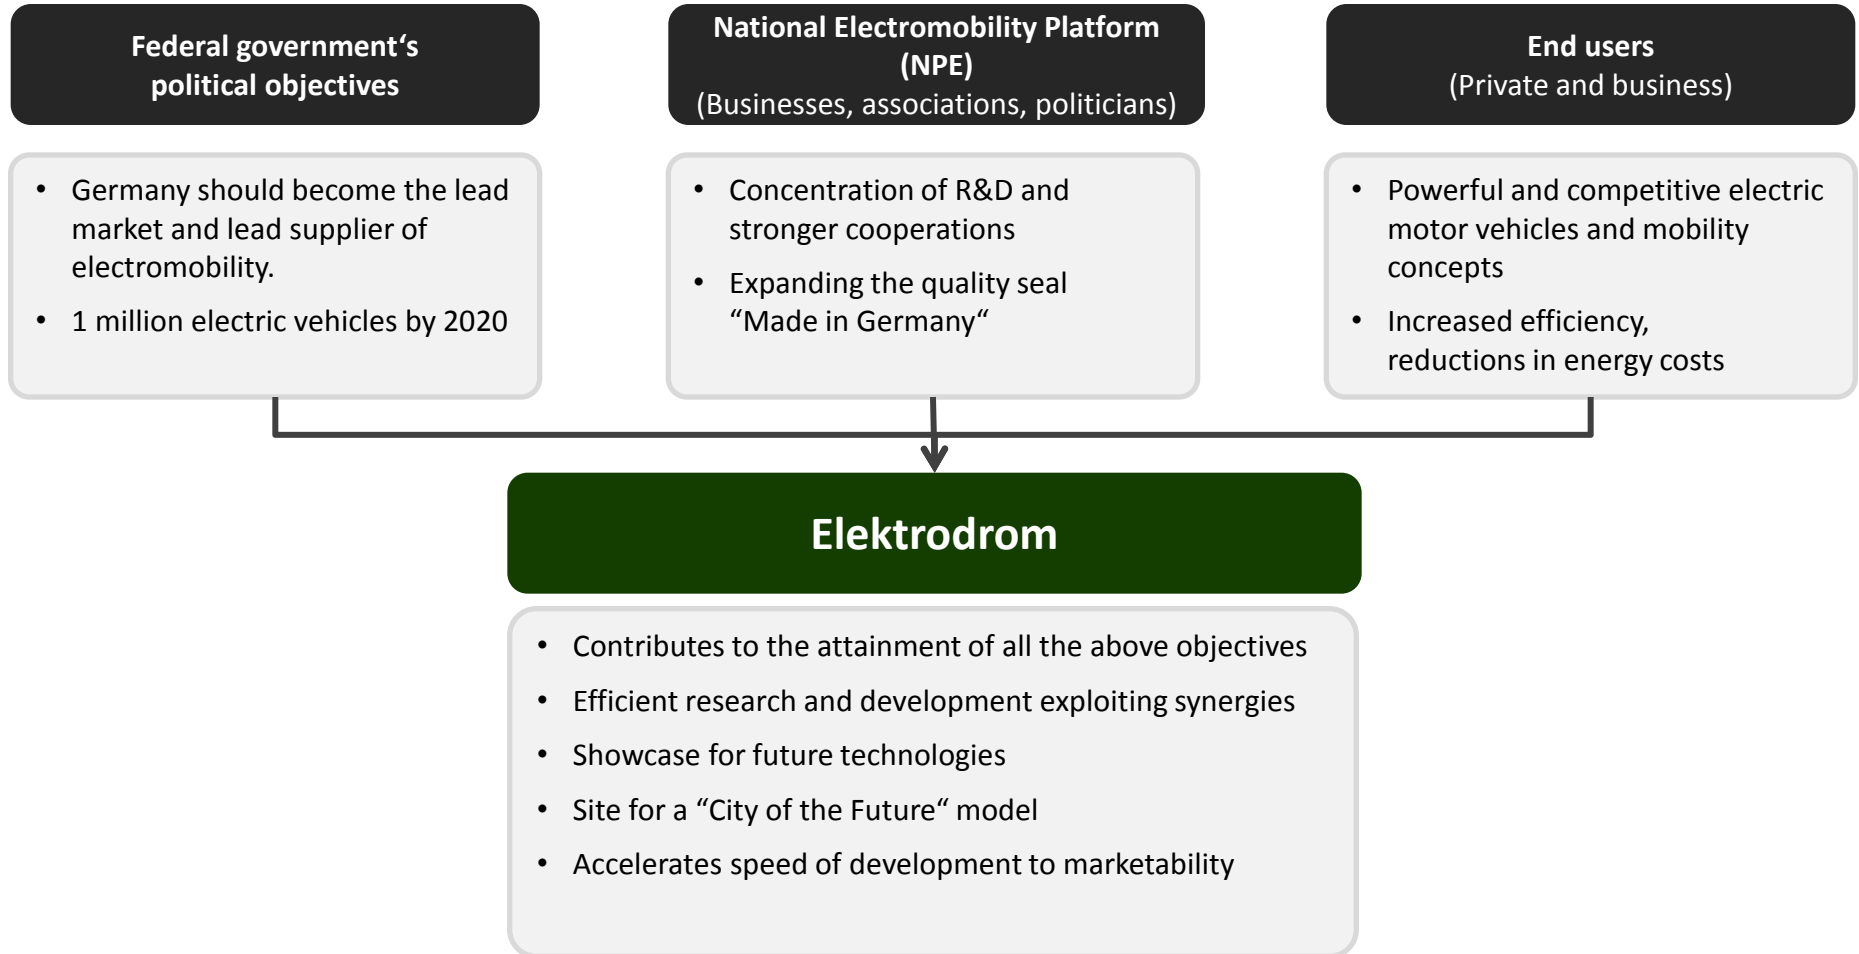 Federal government‘s
political objectives
National Electromobility Platform
(NPE)
(Businesses, associations, politicians)
End users
(Private and business)
• Germany should become the lead
market and lead supplier of
electromobility.
• 1 million electric vehicles by 2020
• Concentration of R&D and
stronger cooperations
• Expanding the quality seal
“Made in Germany“
• Powerful and competitive electric
motor vehicles and mobility
concepts
• Increased efficiency,
reductions in energy costs
Elektrodrom
• Contributes to the attainment of all the above objectives
• Efficient research and development exploiting synergies
• Showcase for future technologies
• Site for a “City of the Future“ model
• Accelerates speed of development to marketability